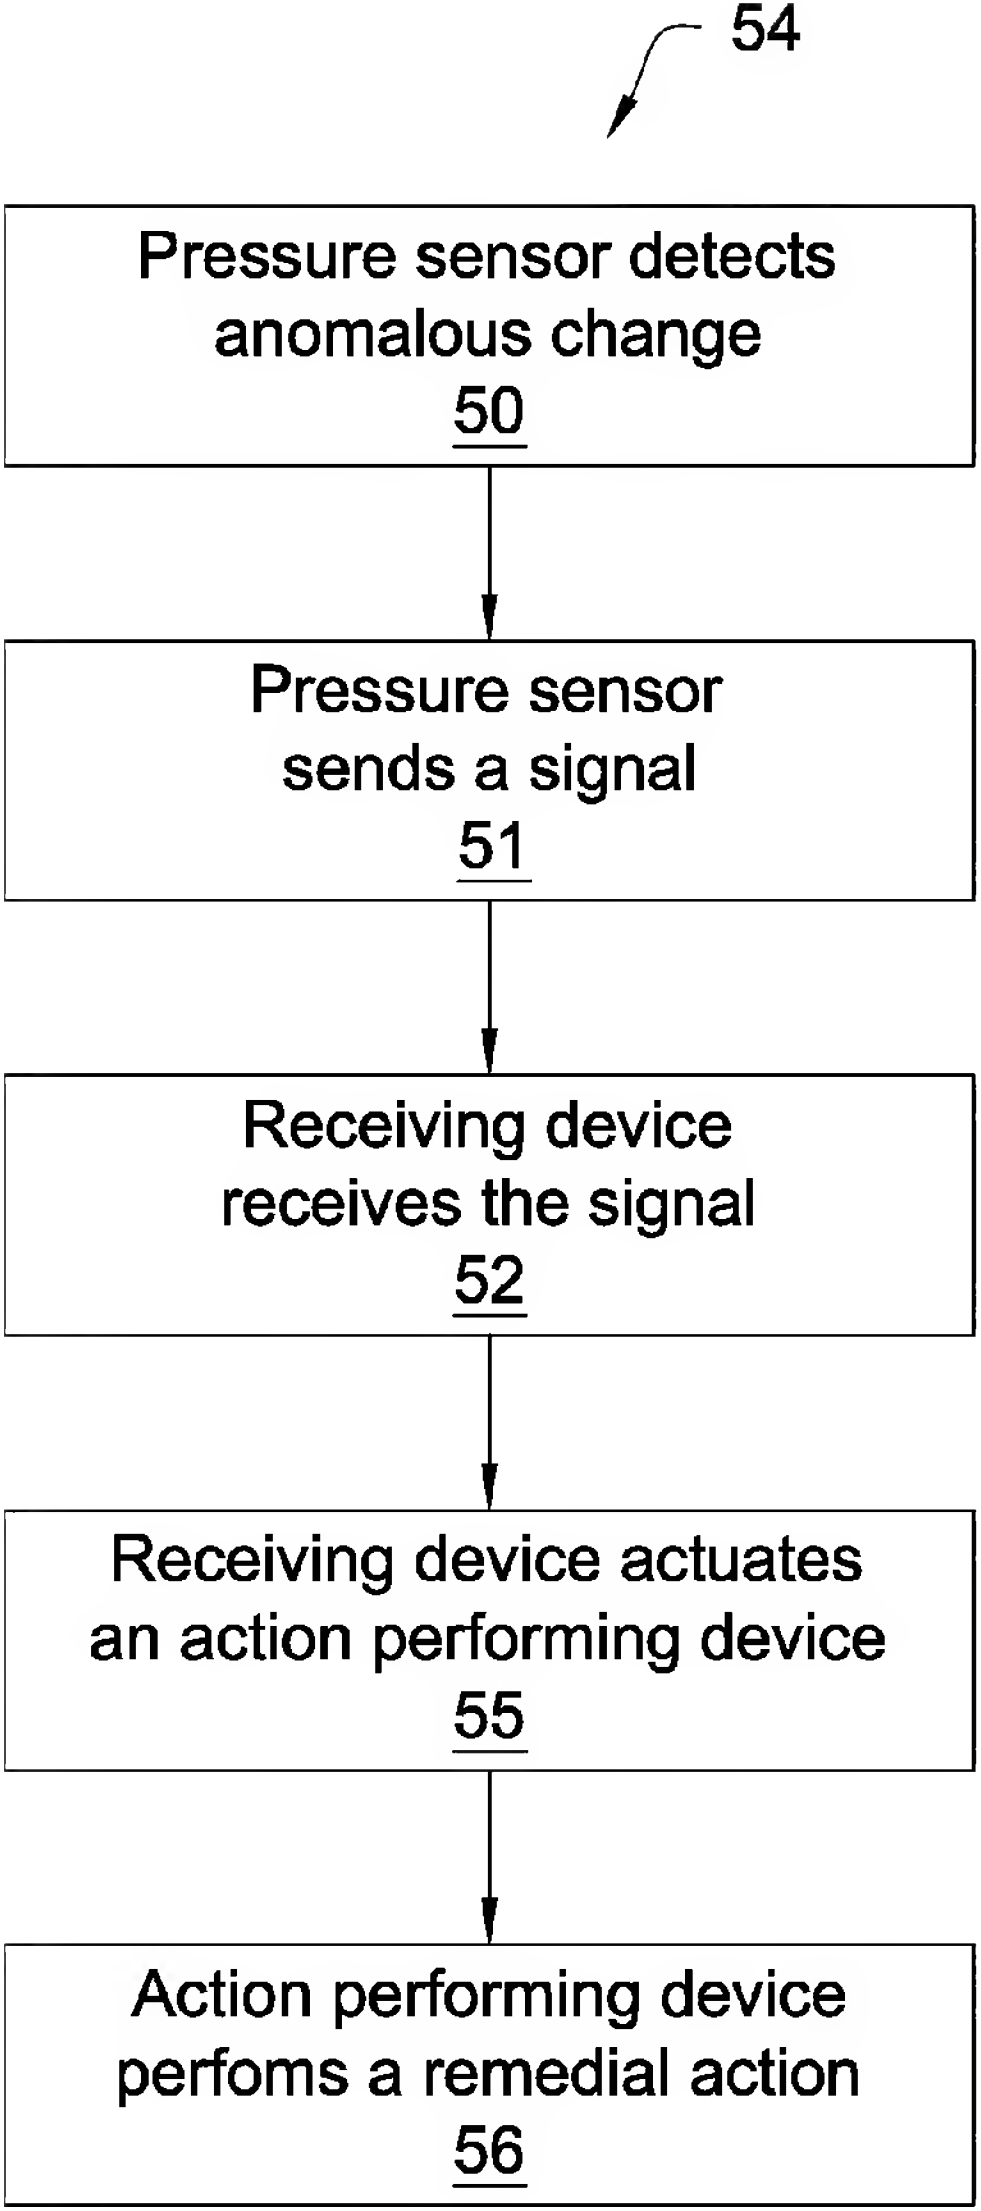 54
Pressure sensor detects
anomalous change
50
Pressure sensor
sends a signal
51
Receiving device
receives the signal
52
Receiving device actuates
an action performing device
55
Action performing device
perfoms a remedial action
56